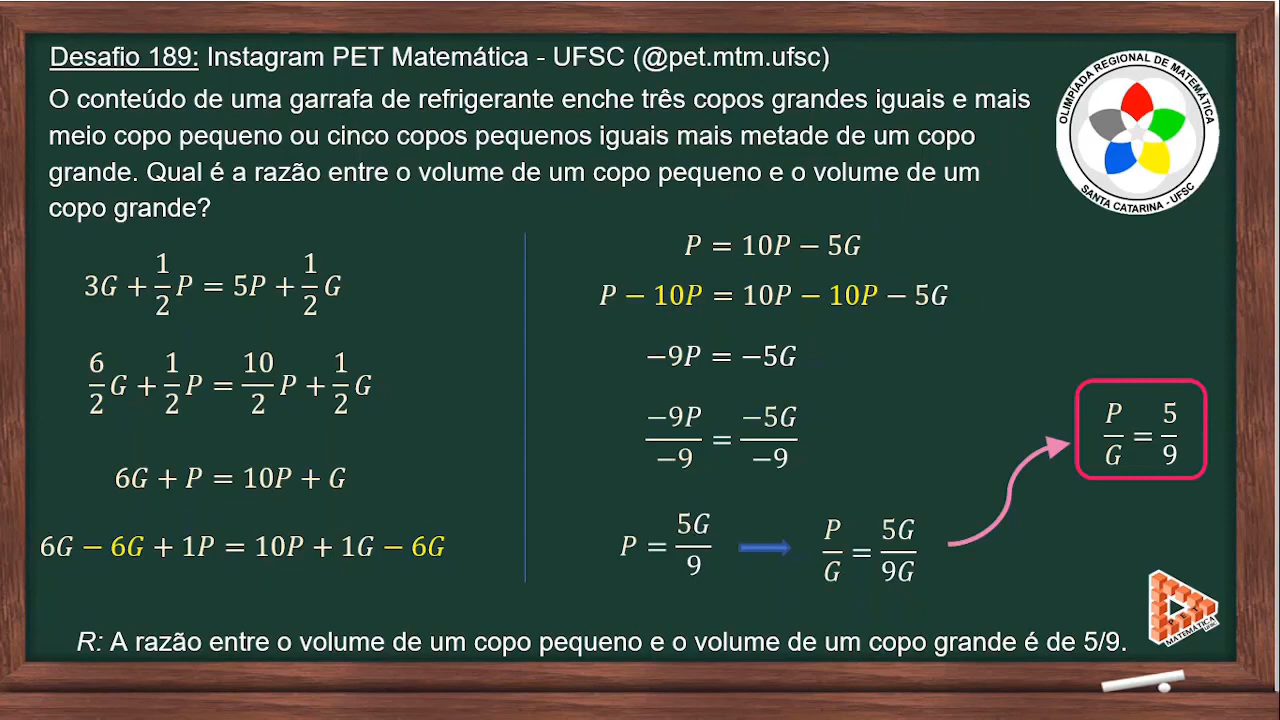 Desafio 189: Instagram PET Matemática - UFSC (@pet.mtm.ufsc)
O conteúdo de uma garrafa de refrigerante enche três copos grandes iguais e mais
meio copo pequeno ou cinco copos pequenos iguais mais metade de um copo
grande. Qual é a razão entre o volume de um copo pequeno e o volume de um
copo grande?
OLIMPIADA REGIONAL DE MATEMÁTICA
SANTA CATARINA - UFSC
3G + 1/2 P = 5P + 1/2 G
6/2 G + 1/2 P = 10/2 P + 1/2 G
6G + P = 10P + G
6G − 6G + 1P = 10P + 1G − 6G
P = 10P − 5G
P − 10P = 10P − 10P − 5G
−9P = −5G
−9P/−9 = −5G/−9
P = 5G/9
P/G = 5G/9G
P/G = 5/9
R: A razão entre o volume de um copo pequeno e o volume de um copo grande é de 5/9.
PET
MATEMÁTICA
UFSC